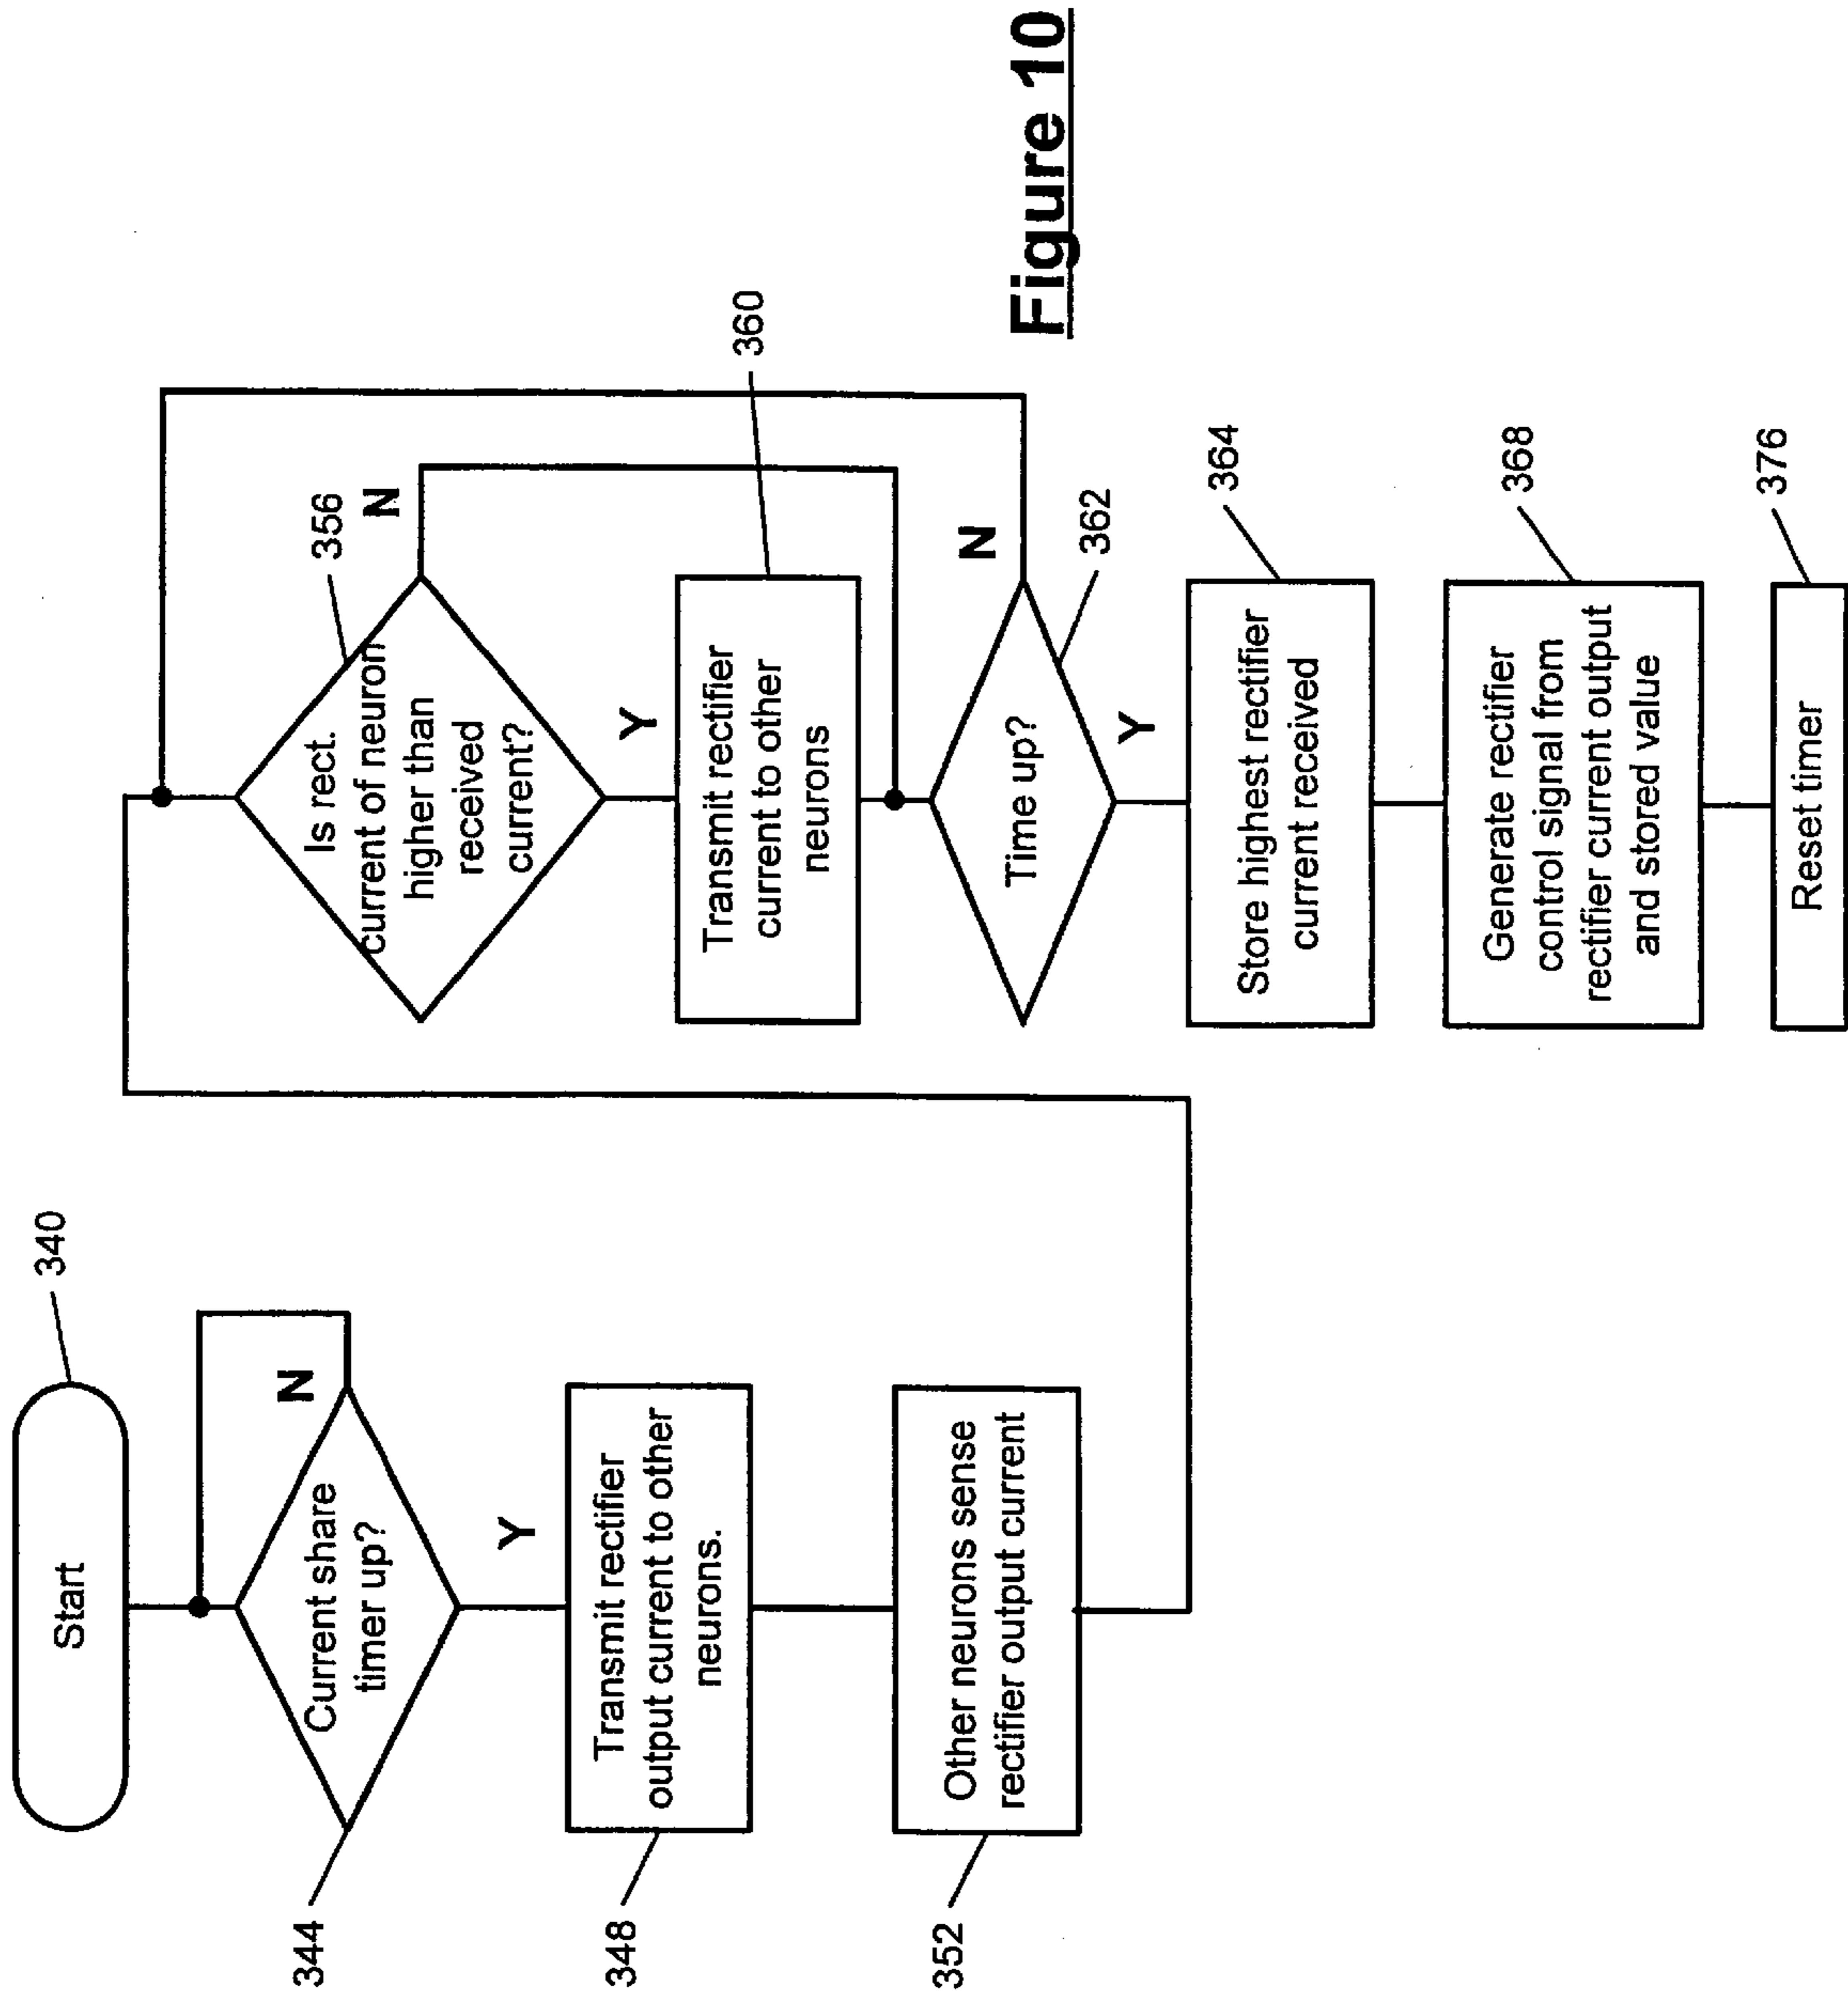 Start
340
Current share
timer up?
N
344
Y
Transmit rectifier
output current to other
neurons.
348
Other neurons sense
rectifier output current
352
Is rect.
current of neuron
higher than
received
current?
356
N
Y
Transmit rectifier
current to other
neurons
360
Time up?
N
362
Y
Store highest rectifier
current received
364
Generate rectifier
control signal from
rectifier current output
and stored value
368
Reset timer
376
Figure 10